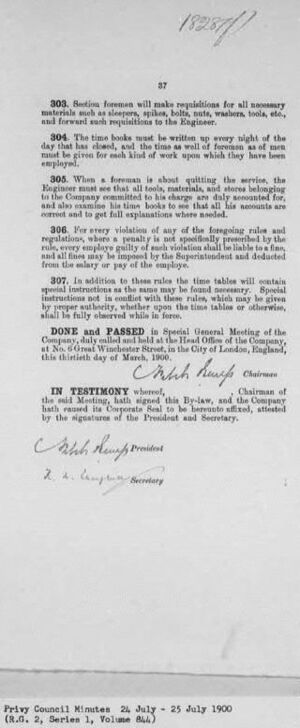 37
303. Section foremen will make requisitions for all necessary
materials such as sleepers, spikes, bolts, nuts, washers, tools, etc.,
and forward such requisitions to the Engineer.
304. The time books must be written up every night of the
day that has closed, and the time as well of foremen as of men
must be given for each kind of work upon which they have been
employed.
305. When a foreman is about quitting the service, the
Engineer must see that all tools, materials, and stores belonging
to the Company committed to his charge are duly accounted for,
and also examine his time books to see that all his accounts are
correct and to get full explanations where needed.
306. For every violation of any of the foregoing rules and
regulations, where a penalty is not specifically prescribed by the
rule, every employe guilty of such violation shall be liable to a fine,
and all fines may be imposed by the Superintendent and deducted
from the salary or pay of the employe.
307. In addition to these rules the time tables will contain
special instructions as the same may be found necessary. Special
instructions not in conflict with these rules, which may be given
by proper authority, whether upon the time tables or otherwise,
shall be fully observed while in force.
DONE and PASSED in Special General Meeting of the
Company, duly called and held at the Head Office of the Company,
at No. 6 Great Winchester Street, in the City of London, England,
this thirtieth day of March, 1900.
Chairman
IN TESTIMONY whereof, , Chairman of
the said Meeting, hath signed this By-law, and the Company
hath caused its Corporate Seal to be hereunto affixed, attested
by the signatures of the President and Secretary.
President
Secretary
Privy Council Minutes 24 July - 25 July 1900
(R.G. 2, Series 1, Volume 844)